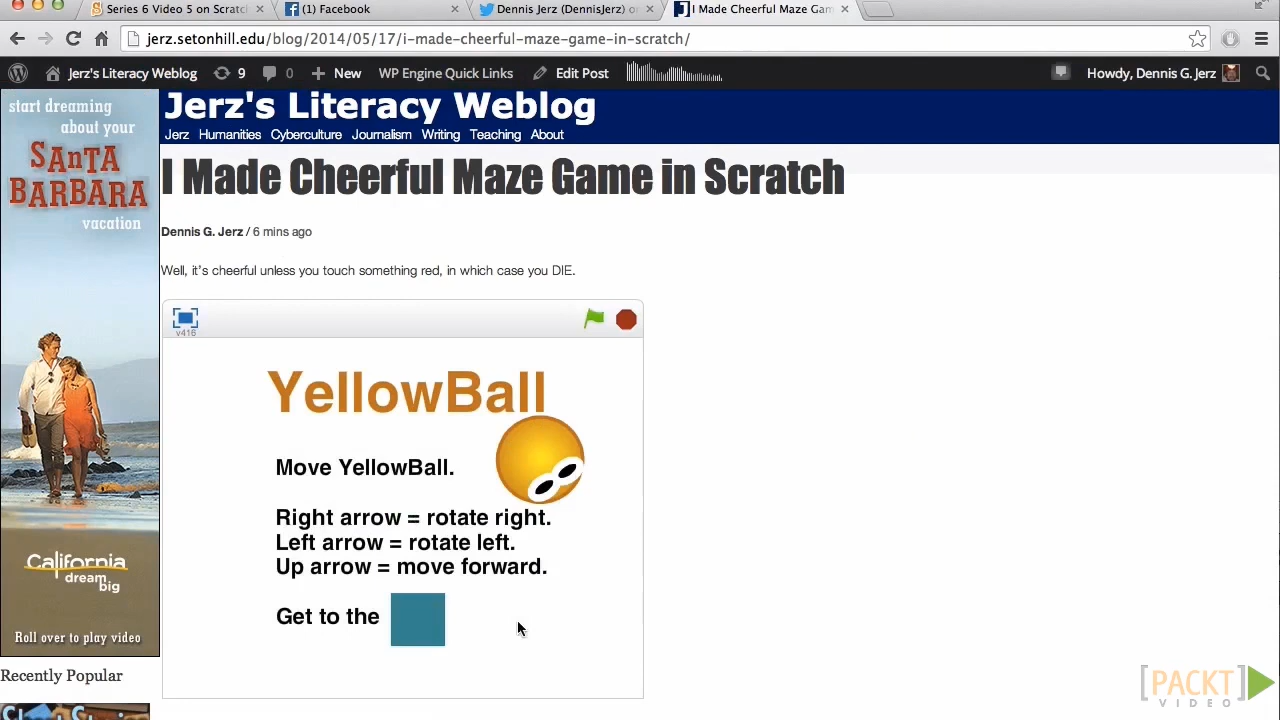 Series 6 Video 5 on Scratc
(1) Facebook
Dennis Jerz (DennisJerz) o
I Made Cheerful Maze Gam
jerz.setonhill.edu/blog/2014/05/17/i-made-cheerful-maze-game-in-scratch/
Jerz's Literacy Weblog 9 0 New WP Engine Quick Links Edit Post Howdy, Dennis G. Jerz
start dreaming
about your
SANTA
BARBARA
vacation
California
dream
big
Roll over to play video
Recently Popular
Jerz's Literacy Weblog
Jerz Humanities Cyberculture Journalism Writing Teaching About
I Made Cheerful Maze Game in Scratch
Dennis G. Jerz / 6 mins ago
Well, it's cheerful unless you touch something red, in which case you DIE.
v416
YellowBall
Move YellowBall.
Right arrow = rotate right.
Left arrow = rotate left.
Up arrow = move forward.
Get to the
[PACKT]
VIDEO